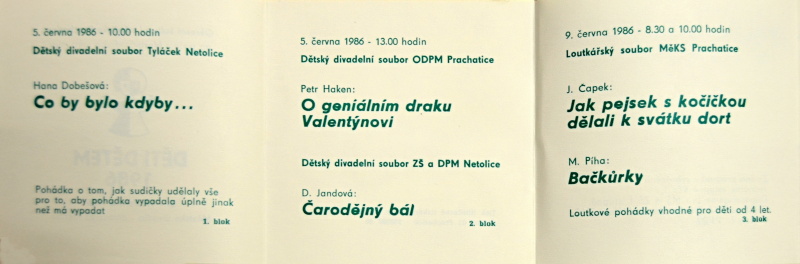 5. června 1986 - 10.00 hodin
Dětský divadelní soubor Tyláček Netolice
Hana Dobešová:
Co by bylo kdyby...
Pohádka o tom, jak sudičky udělaly vše
pro to, aby pohádka vypadala úplně jinak
než má vypadat
1. blok
5. června 1986 - 13.00 hodin
Dětský divadelní soubor ODPM Prachatice
Petr Haken:
O geniálním draku
Valentýnovi
Dětský divadelní soubor ZŠ a DPM Netolice
D. Jandová:
Čarodějný bál
2. blok
9. června 1986 - 8.30 a 10.00 hodin
Loutkářský soubor MěKS Prachatice
J. Čapek:
Jak pejsek s kočičkou
dělali k svátku dort
M. Píha:
Bačkůrky
Loutkové pohádky vhodné pro děti od 4 let.
3. blok